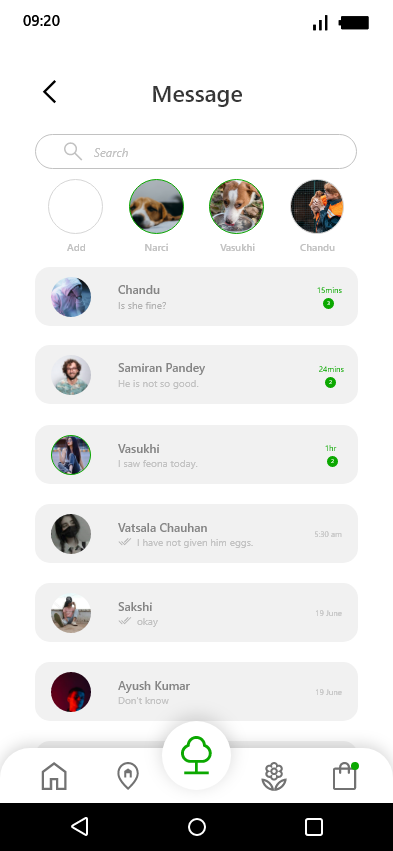 09:20
Message
Search
Add
Narci
Vasukhi
Chandu
Chandu
15mins
Is she fine?
2
Samiran Pandey
24mins
He is not so good.
2
Vasukhi
1hr
I saw feona today.
2
Vatsala Chauhan
5:30 am
I have not given him eggs.
Sakshi
19 June
okay
Ayush Kumar
19 June
Don't know